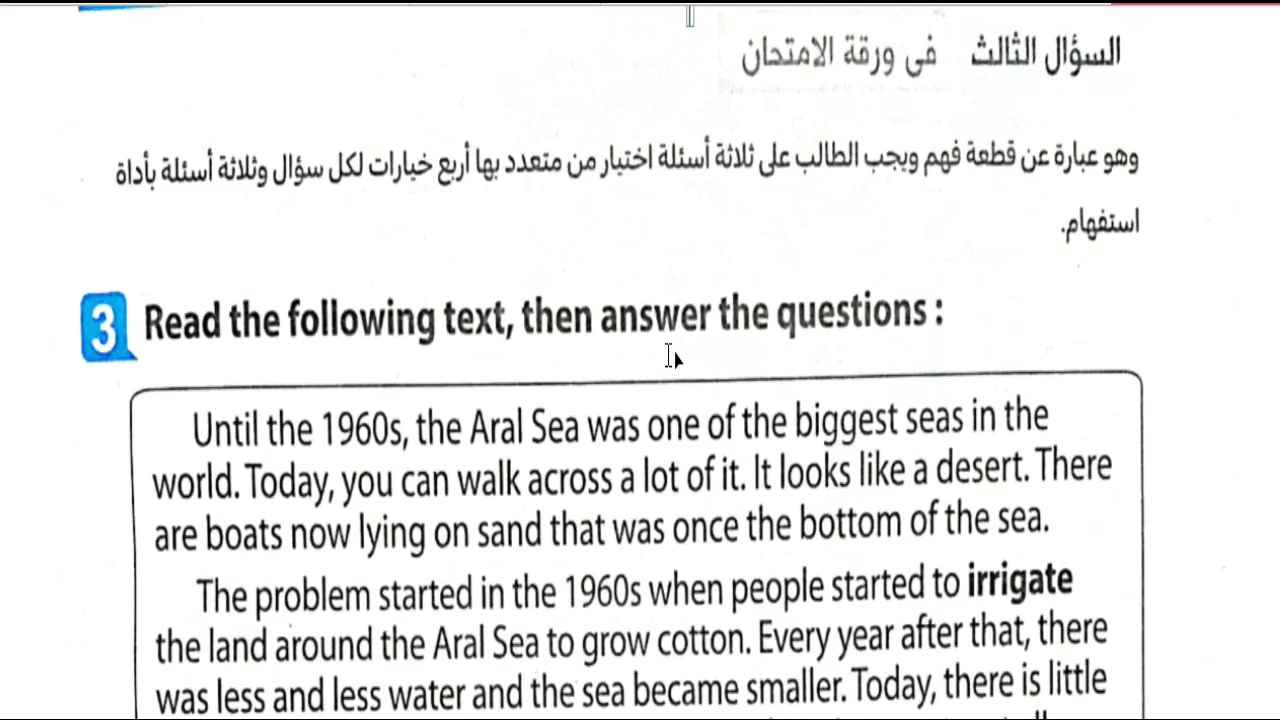 السؤال الثالث فى ورقة الامتحان
وهو عبارة عن قطعة فهم ويجب الطالب على ثلاثة أسئلة اختيار من متعدد بها أربع خيارات لكل سؤال وثلاثة أسئلة بأداة
استفهام.
3 Read the following text, then answer the questions :
Until the 1960s, the Aral Sea was one of the biggest seas in the
world. Today, you can walk across a lot of it. It looks like a desert. There
are boats now lying on sand that was once the bottom of the sea.
The problem started in the 1960s when people started to irrigate
the land around the Aral Sea to grow cotton. Every year after that, there
was less and less water and the sea became smaller. Today, there is little